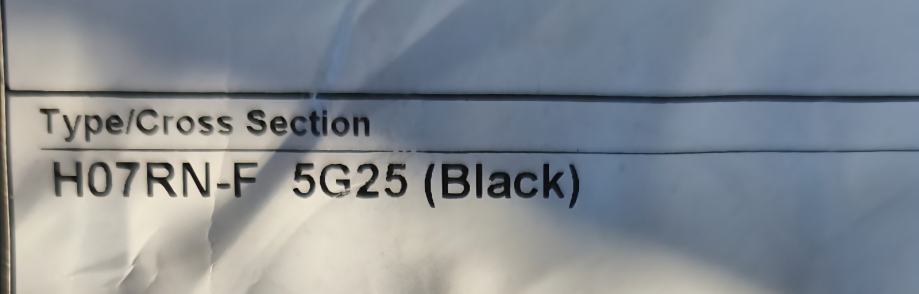 Type/Cross Section
H07RN-F 5G25 (Black)